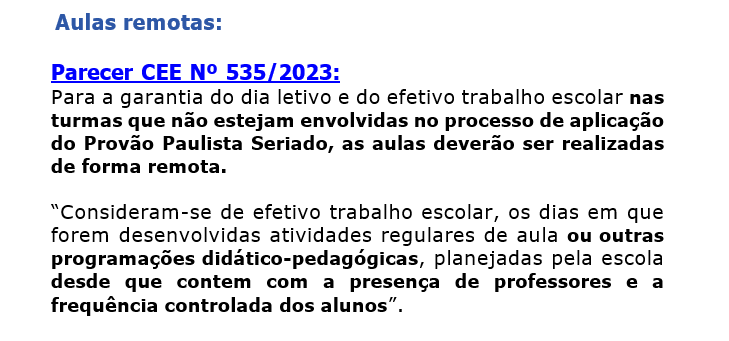 Aulas remotas:
Parecer CEE Nº 535/2023:
Para a garantia do dia letivo e do efetivo trabalho escolar nas
turmas que não estejam envolvidas no processo de aplicação
do Provão Paulista Seriado, as aulas deverão ser realizadas
de forma remota.
“Consideram-se de efetivo trabalho escolar, os dias em que
forem desenvolvidas atividades regulares de aula ou outras
programações didático-pedagógicas, planejadas pela escola
desde que contem com a presença de professores e a
frequência controlada dos alunos”.